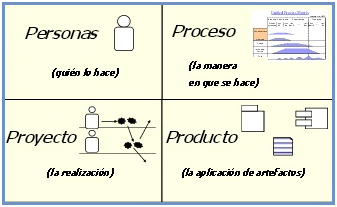 Personas
(quién lo hace)
Proceso
(la manera
en que se hace)
Proyecto
(la realización)
Producto
(la aplicación de artefactos)